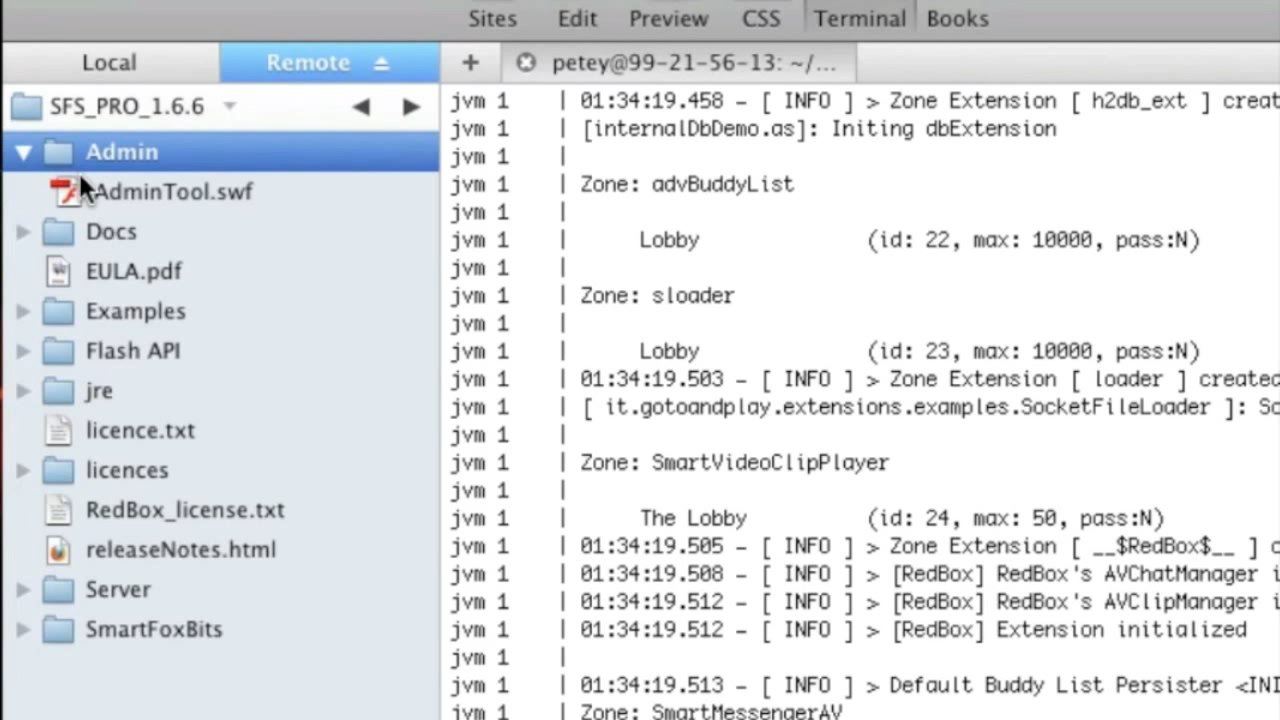 Sites Edit Preview CSS Terminal Books
Local Remote
+ petey@99-21-56-13: ~/...
SFS_PRO_1.6.6
Admin
AdminTool.swf
Docs
EULA.pdf
Examples
Flash API
jre
licence.txt
licences
RedBox_license.txt
releaseNotes.html
Server
SmartFoxBits
jvm 1 | 01:34:19.458 - [ INFO ] > Zone Extension [ h2db_ext ] creat
jvm 1 | [internalDbDemo.as]: Initing dbExtension
jvm 1 |
jvm 1 | Zone: advBuddyList
jvm 1 |
jvm 1 | Lobby (id: 22, max: 10000, pass:N)
jvm 1 |
jvm 1 | Zone: sloader
jvm 1 |
jvm 1 | Lobby (id: 23, max: 10000, pass:N)
jvm 1 | 01:34:19.503 - [ INFO ] > Zone Extension [ loader ] created
jvm 1 | [ it.gotoandplay.extensions.examples.SocketFileLoader ]: So
jvm 1 |
jvm 1 | Zone: SmartVideoClipPlayer
jvm 1 |
jvm 1 | The Lobby (id: 24, max: 50, pass:N)
jvm 1 | 01:34:19.505 - [ INFO ] > Zone Extension [ __$RedBox$__ ] c
jvm 1 | 01:34:19.508 - [ INFO ] > [RedBox] RedBox's AVChatManager i
jvm 1 | 01:34:19.512 - [ INFO ] > [RedBox] RedBox's AVClipManager i
jvm 1 | 01:34:19.512 - [ INFO ] > [RedBox] Extension initialized
jvm 1 |
jvm 1 | 01:34:19.513 - [ INFO ] > Default Buddy List Persister <INI
jvm 1 | Zone: SmartMessengerAV